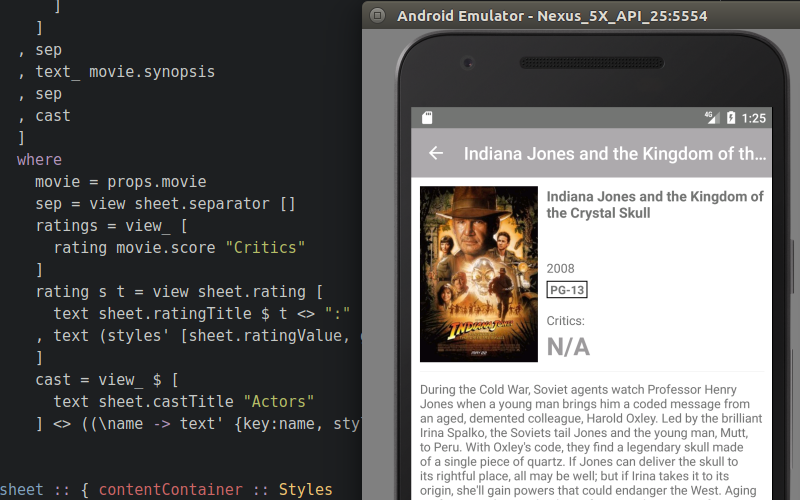 ]
]
, sep
, text_ movie.synopsis
, sep
, cast
]
where
movie = props.movie
sep = view sheet.separator []
ratings = view_ [
rating movie.score "Critics"
]
rating s t = view sheet.rating [
text sheet.ratingTitle $ t <> ":"
, text (styles' [sheet.ratingValue,
]
cast = view_ $ [
text sheet.castTitle "Actors"
] <> ((\name -> text' {key:name, sty
sheet :: { contentContainer :: Styles
Android Emulator - Nexus_5X_API_25:5554
4G 1:25
Indiana Jones and the Kingdom of th...
INDIANA JONES
Indiana Jones and the Kingdom of
the Crystal Skull
2008
PG-13
Critics:
N/A
During the Cold War, Soviet agents watch Professor Henry
Jones when a young man brings him a coded message from
an aged, demented colleague, Harold Oxley. Led by the brilliant
Irina Spalko, the Soviets tail Jones and the young man, Mutt,
to Peru. With Oxley's code, they find a legendary skull made
of a single piece of quartz. If Jones can deliver the skull to
its rightful place, all may be well; but if Irina takes it to its
origin, she'll gain powers that could endanger the West. Aging